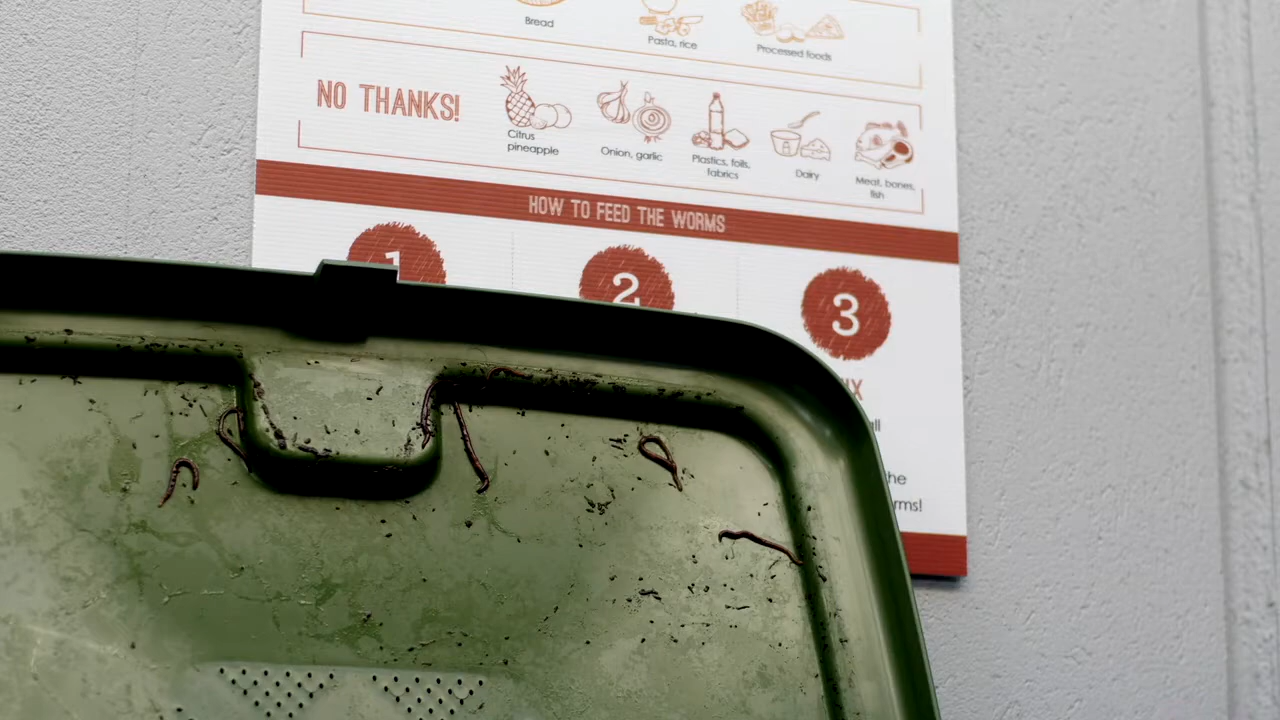 Bread
Pasta, rice
Processed foods
NO THANKS!
Citrus
pineapple
Onion, garlic
Plastics, foils,
fabrics
Dairy
Meat, bones,
fish
HOW TO FEED THE WORMS
1
2
3